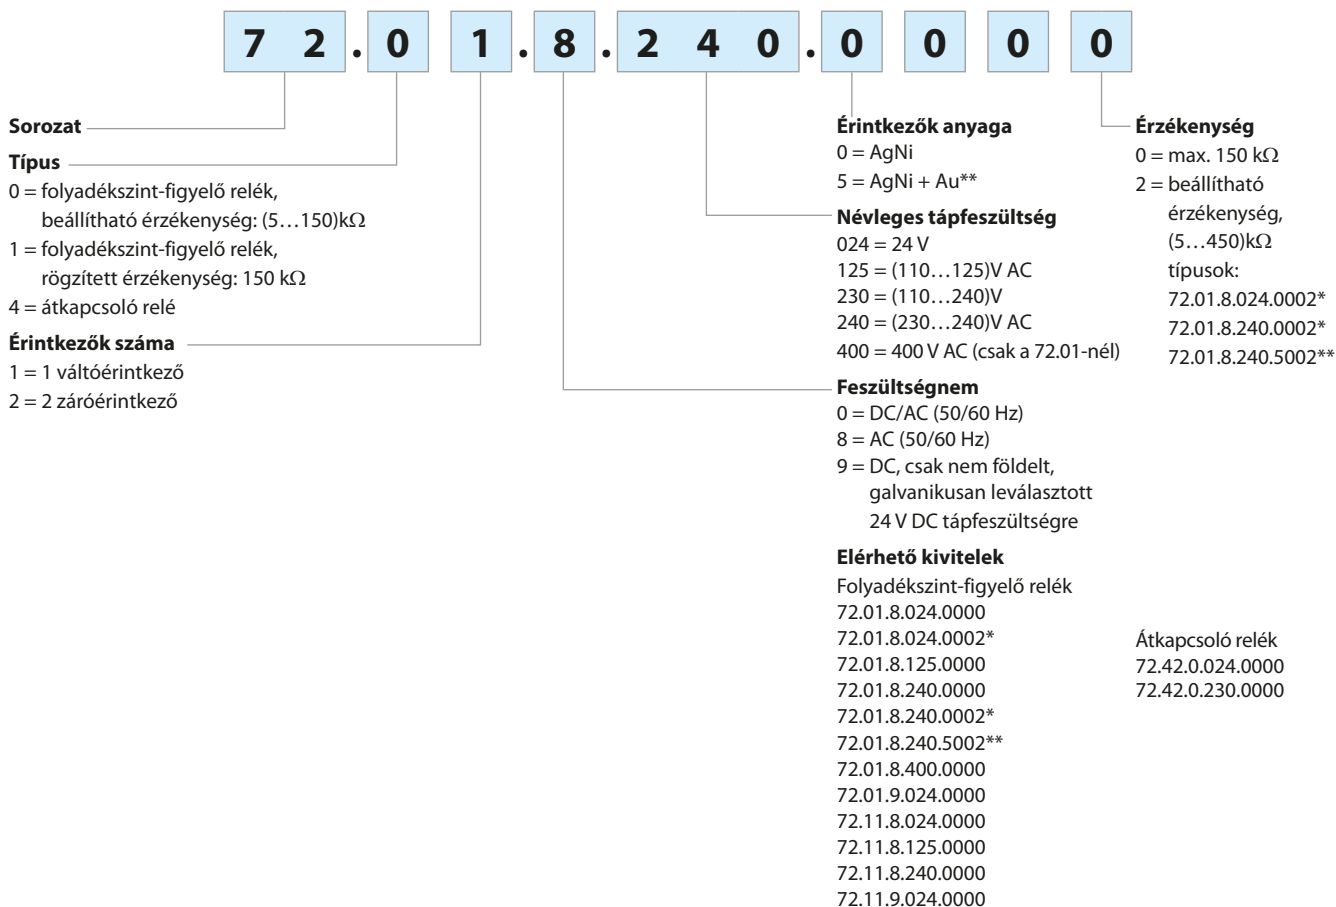 7 2 . 0 1 . 8 . 2 4 0 . 0 0 0 0
Sorozat
Típus
0 = folyadékszint-figyelő relék,
beállítható érzékenység: (5…150)kΩ
1 = folyadékszint-figyelő relék,
rögzített érzékenység: 150 kΩ
4 = átkapcsoló relé
Érintkezők száma
1 = 1 váltóérintkező
2 = 2 záróérintkező
Érintkezők anyaga
0 = AgNi
5 = AgNi + Au**
Névleges tápfeszültség
024 = 24 V
125 = (110…125)V AC
230 = (110…240)V
240 = (230…240)V AC
400 = 400 V AC (csak a 72.01-nél)
Feszültségnem
0 = DC/AC (50/60 Hz)
8 = AC (50/60 Hz)
9 = DC, csak nem földelt,
galvanikusan leválasztott
24 V DC tápfeszültségre
Elérhető kivitelek
Folyadékszint-figyelő relék
72.01.8.024.0000
72.01.8.024.0002*
72.01.8.125.0000
72.01.8.240.0000
72.01.8.240.0002*
72.01.8.240.5002**
72.01.8.400.0000
72.01.9.024.0000
72.11.8.024.0000
72.11.8.125.0000
72.11.8.240.0000
72.11.9.024.0000
Érzékenység
0 = max. 150 kΩ
2 = beállítható
érzékenység,
(5…450)kΩ
típusok:
72.01.8.024.0002*
72.01.8.240.0002*
72.01.8.240.5002**
Átkapcsoló relék
72.42.0.024.0000
72.42.0.230.0000